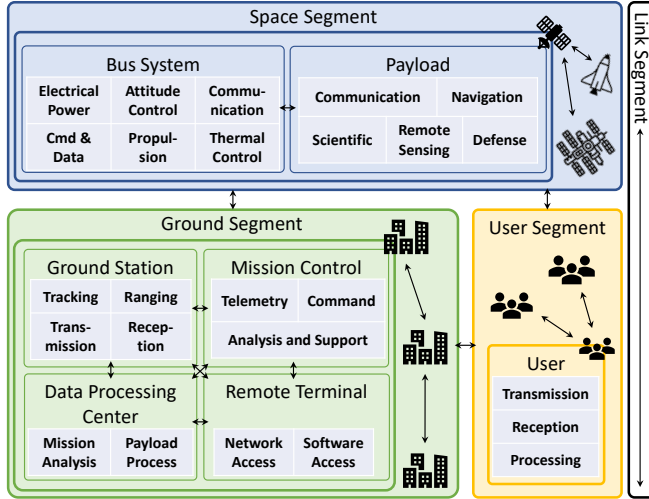 Space Segment
Link Segment
Bus System
Electrical
Power
Attitude
Control
Commu-
nication
Cmd &
Data
Propul-
sion
Thermal
Control
Payload
Communication
Navigation
Scientific
Remote
Sensing
Defense
Ground Segment
Ground Station
Tracking
Ranging
Trans-
mission
Recep-
tion
Mission Control
Telemetry
Command
Analysis and Support
Data Processing
Center
Mission
Analysis
Payload
Process
Remote Terminal
Network
Access
Software
Access
User Segment
User
Transmission
Reception
Processing